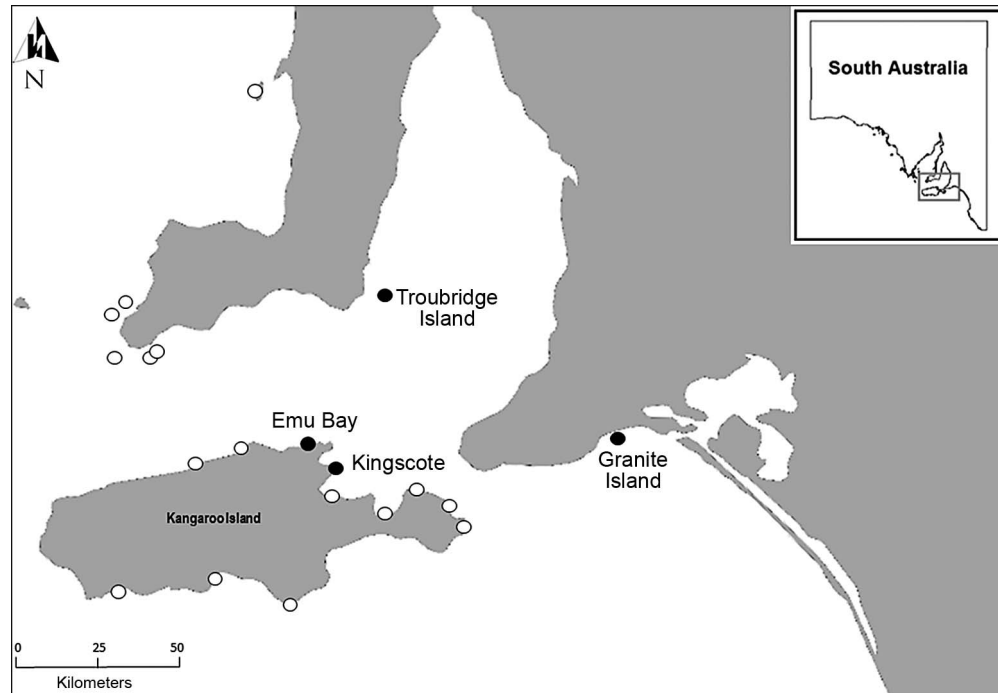 N
South Australia
Troubridge
Island
Emu Bay
Kingscote
Granite
Island
KangarooIsland
0 25 50
Kilometers